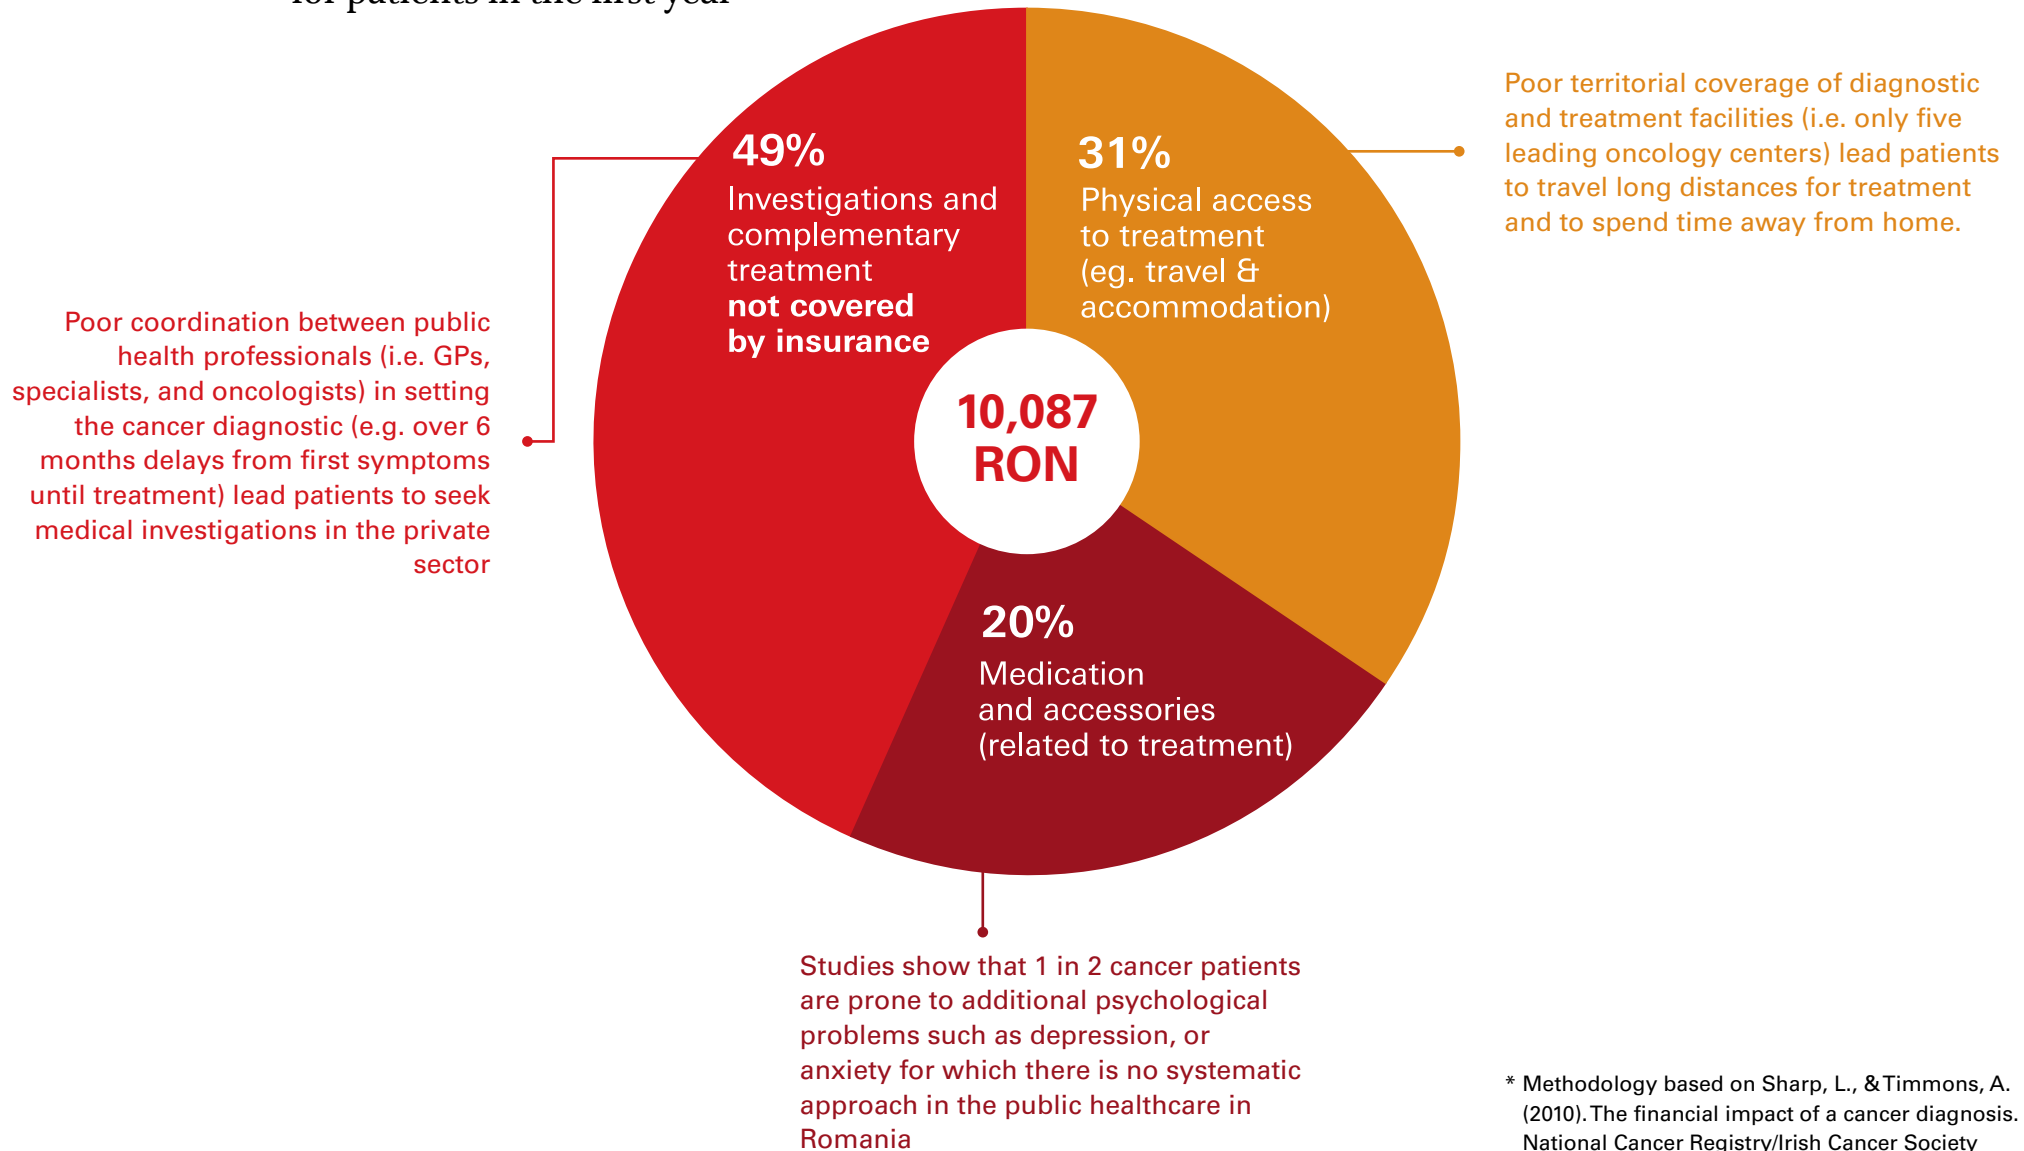 for patients in the first year
49%
Investigations and
complementary
treatment
not covered
by insurance
31%
Physical access
to treatment
(eg. travel &
accommodation)
Poor territorial coverage of diagnostic
and treatment facilities (i.e. only five
leading oncology centers) lead patients
to travel long distances for treatment
and to spend time away from home.
Poor coordination between public
health professionals (i.e. GPs,
specialists, and oncologists) in setting
the cancer diagnostic (e.g. over 6
months delays from first symptoms
until treatment) lead patients to seek
medical investigations in the private
sector
10,087
RON
20%
Medication
and accessories
(related to treatment)
Studies show that 1 in 2 cancer patients
are prone to additional psychological
problems such as depression, or
anxiety for which there is no systematic
approach in the public healthcare in
Romania
* Methodology based on Sharp, L., & Timmons, A.
(2010). The financial impact of a cancer diagnosis.
National Cancer Registry/Irish Cancer Society